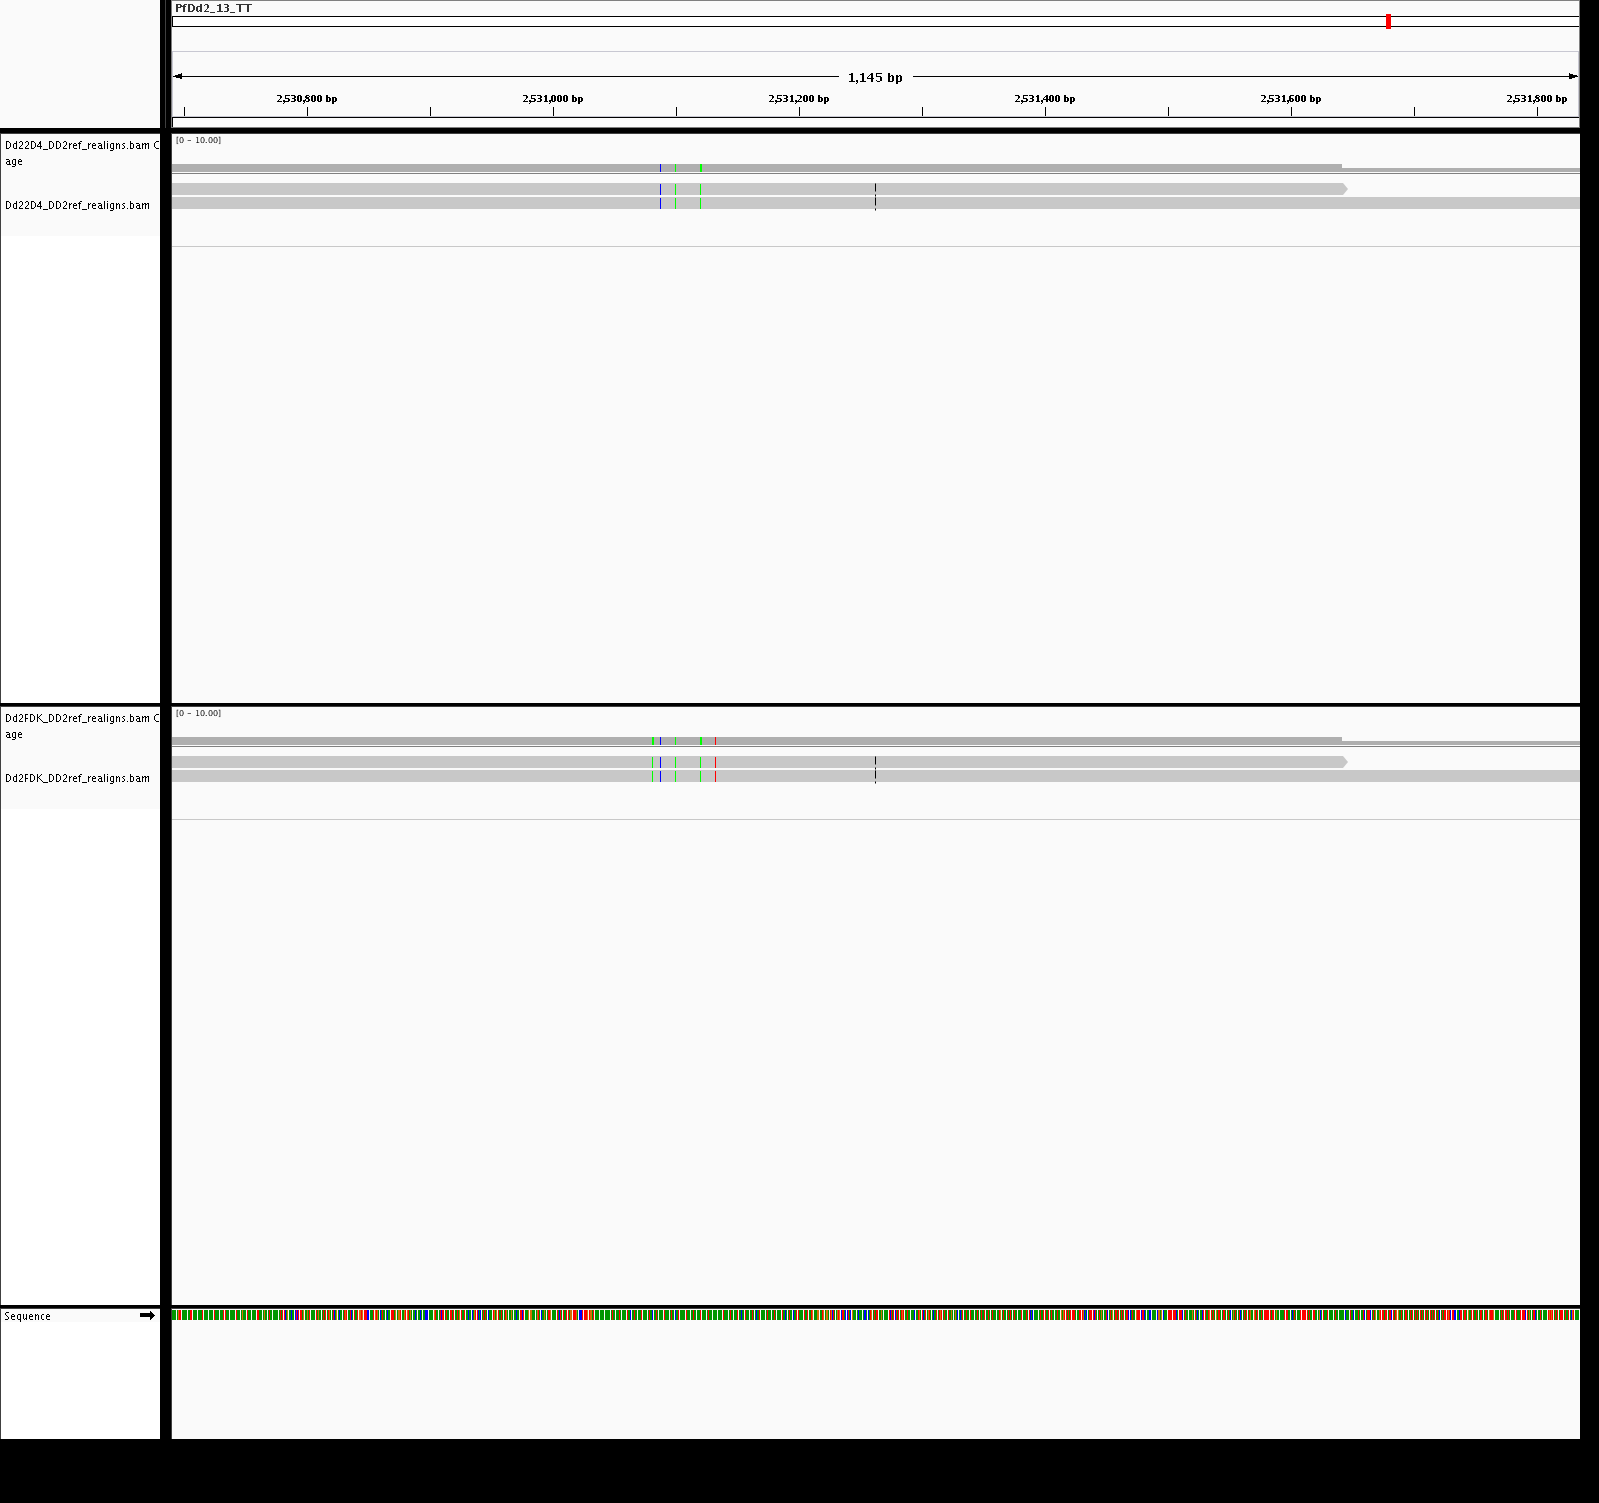 PfDd2_13_TT
1,145 bp
2,530,800 bp 2,531,000 bp 2,531,200 bp 2,531,400 bp 2,531,600 bp 2,531,800 bp
Dd22D4_DD2ref_realigns.bam C
age
[0 - 10.00]
Dd22D4_DD2ref_realigns.bam
Dd2FDK_DD2ref_realigns.bam C
age
[0 - 10.00]
Dd2FDK_DD2ref_realigns.bam
Sequence